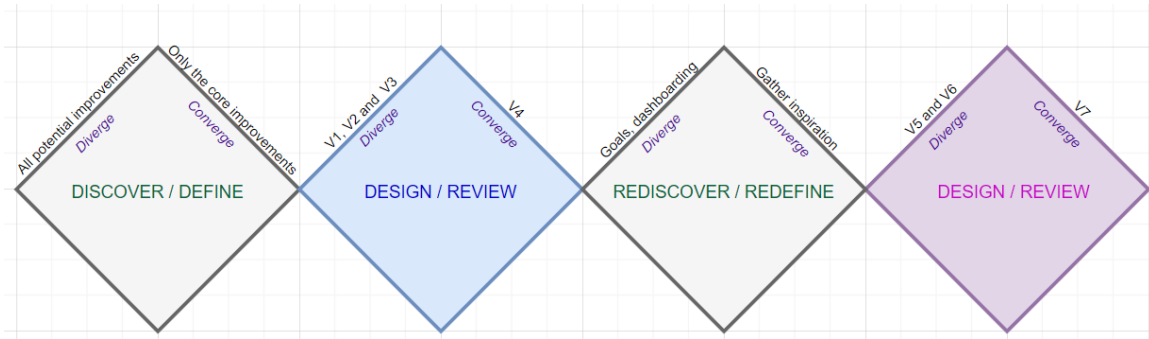 All potential improvements
Diverge
Only the core improvements
Converge
DISCOVER / DEFINE
V1, V2 and V3
Diverge
V4
Converge
DESIGN / REVIEW
Goals, dashboarding
Diverge
Gather inspiration
Converge
REDISCOVER / REDEFINE
V5 and V6
Diverge
V7
Converge
DESIGN / REVIEW